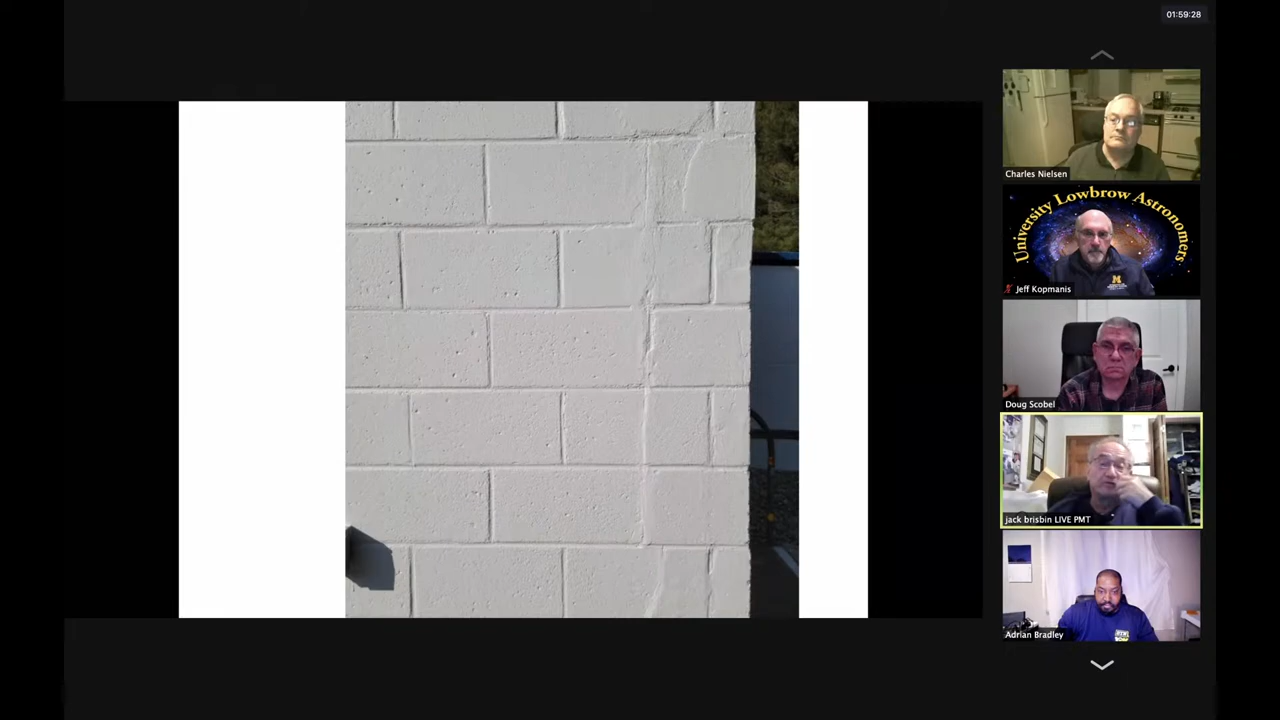 01:59:28
Charles Nielsen
University Lowbrow Astronomers
M
Jeff Kopmanis
Doug Scobel
jack brisbin LIVE PMT
Adrian Bradley